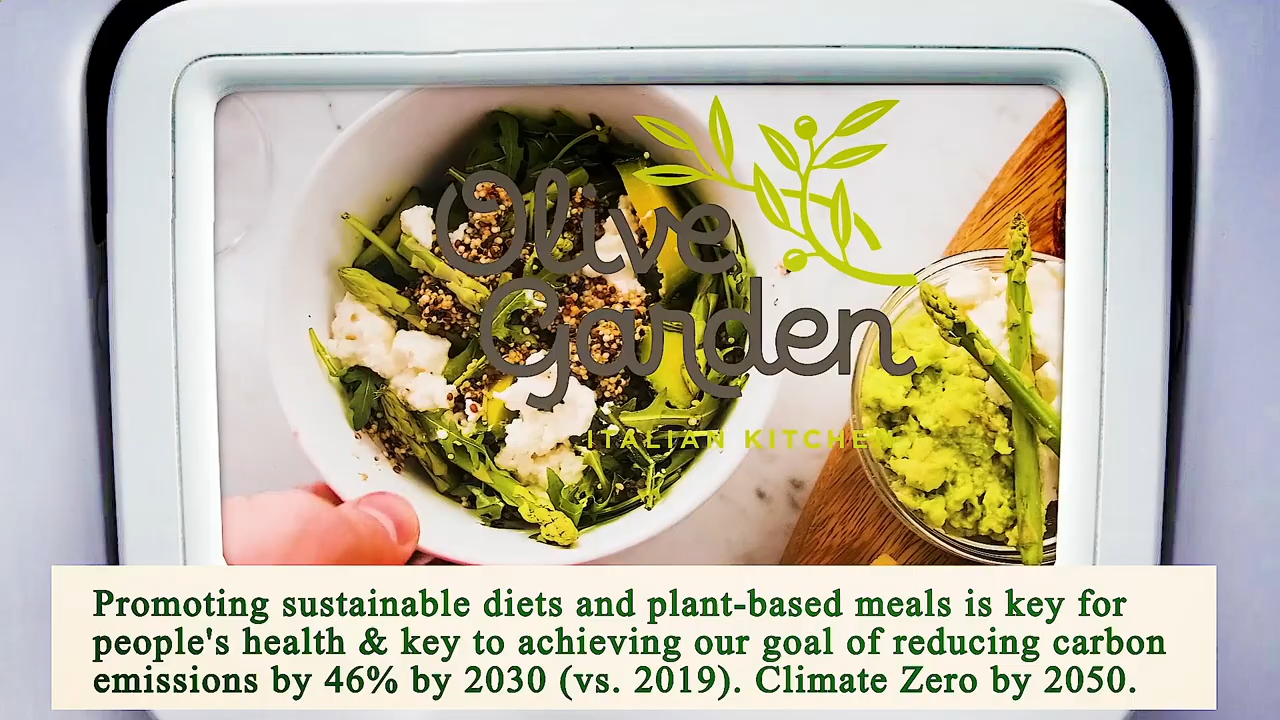 Olive
Garden
ITALIAN KITCHEN
Promoting sustainable diets and plant-based meals is key for
people's health & key to achieving our goal of reducing carbon
emissions by 46% by 2030 (vs. 2019). Climate Zero by 2050.